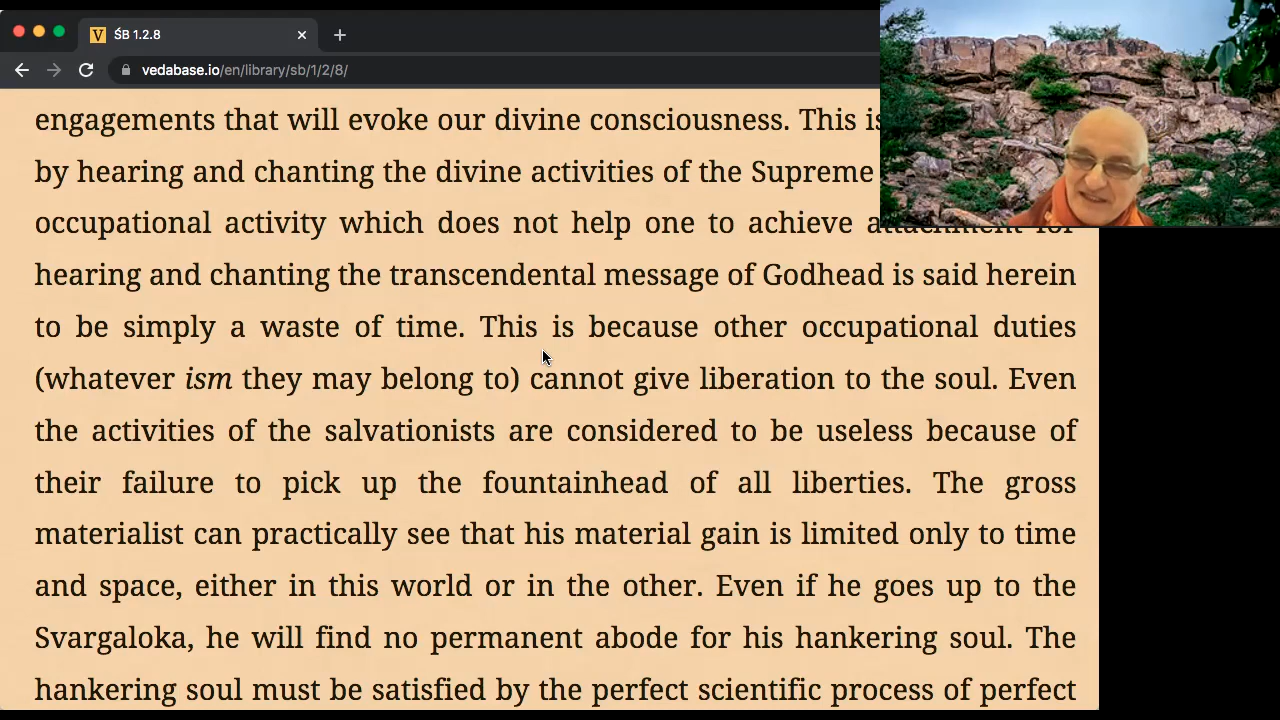 V ŚB 1.2.8
vedabase.io/en/library/sb/1/2/8/
engagements that will evoke our divine consciousness. This is
by hearing and chanting the divine activities of the Supreme
occupational activity which does not help one to achieve attachment for
hearing and chanting the transcendental message of Godhead is said herein
to be simply a waste of time. This is because other occupational duties
(whatever ism they may belong to) cannot give liberation to the soul. Even
the activities of the salvationists are considered to be useless because of
their failure to pick up the fountainhead of all liberties. The gross
materialist can practically see that his material gain is limited only to time
and space, either in this world or in the other. Even if he goes up to the
Svargaloka, he will find no permanent abode for his hankering soul. The
hankering soul must be satisfied by the perfect scientific process of perfect